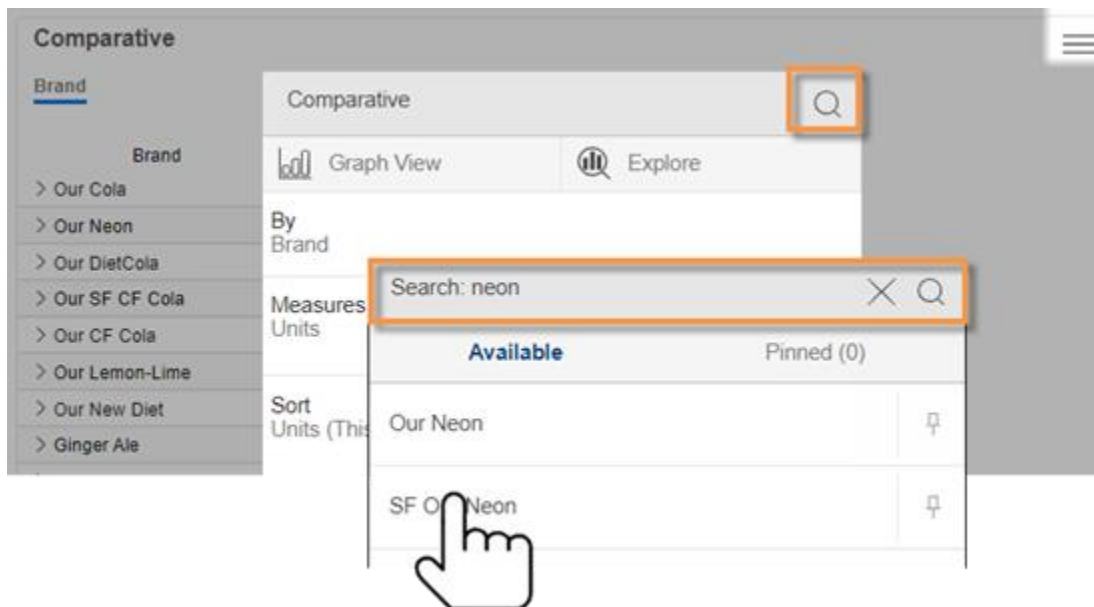 Comparative
Brand
Brand
> Our Cola
> Our Neon
> Our DietCola
> Our SF CF Cola
> Our CF Cola
> Our Lemon-Lime
> Our New Diet
> Ginger Ale
Comparative
Graph View Explore
By
Brand
Measures
Units
Sort
Units (This
Search: neon
Available Pinned (0)
Our Neon
SF O Neon